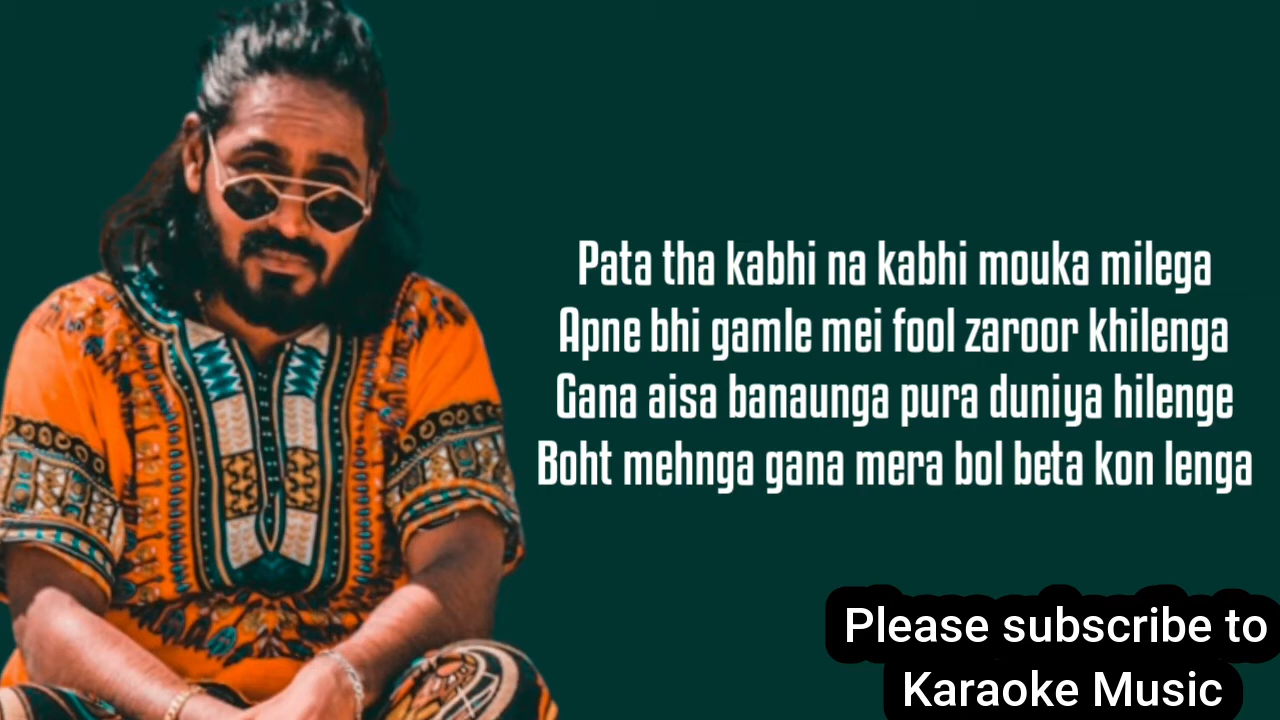 Pata tha kabhi na kabhi mouka milega
Apne bhi gamle mei fool zaroor khilenga
Gana aisa banaunga pura duniya hilenge
Boht mehnga gana mera bol beta kon lenga
Please subscribe to
Karaoke Music